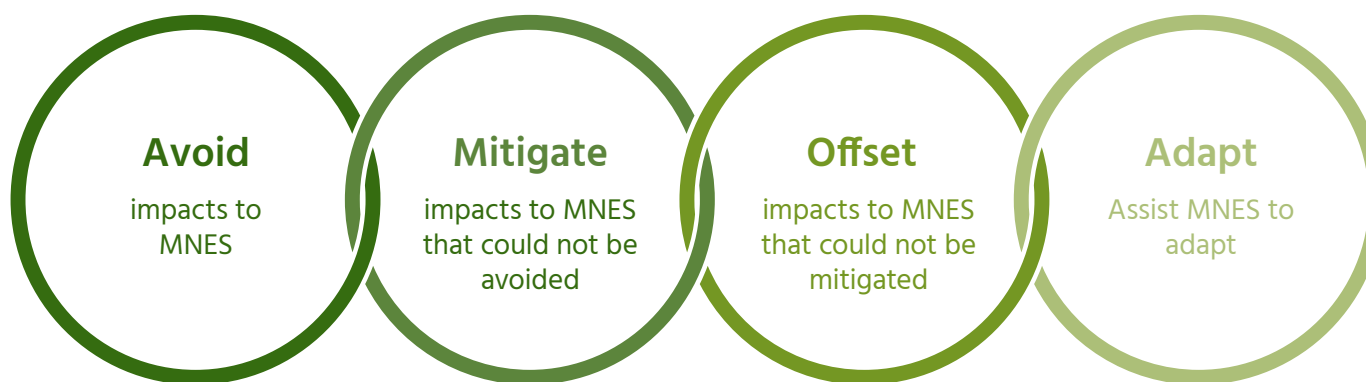 Avoid
impacts to
MNES
Mitigate
impacts to MNES
that could not be
avoided
Offset
impacts to MNES
that could not be
mitigated
Adapt
Assist MNES to
adapt